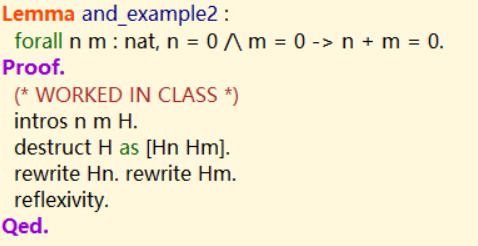 Lemma and_example2 :
forall n m : nat, n = 0 /\ m = 0 -> n + m = 0.
Proof.
(* WORKED IN CLASS *)
intros n m H.
destruct H as [Hn Hm].
rewrite Hn. rewrite Hm.
reflexivity.
Qed.